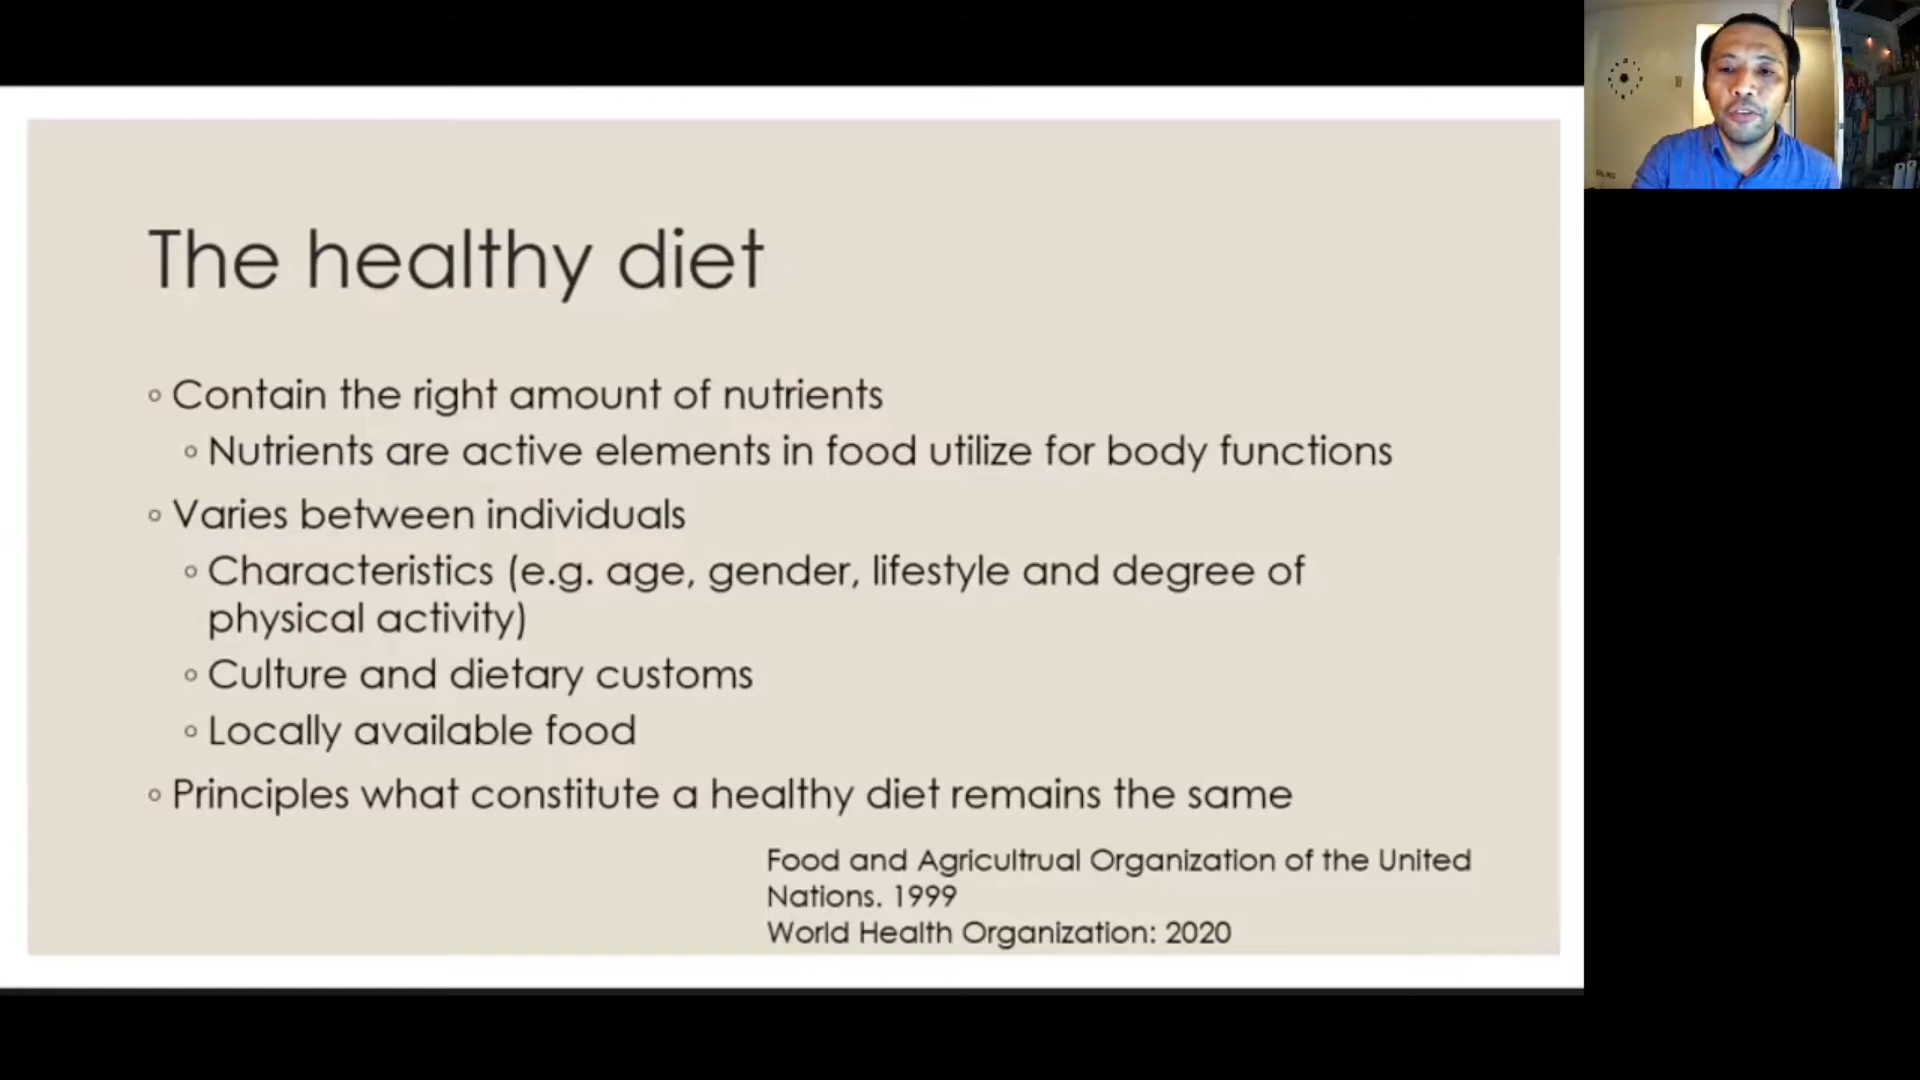 The healthy diet
◦ Contain the right amount of nutrients
◦ Nutrients are active elements in food utilize for body functions
◦ Varies between individuals
◦ Characteristics (e.g. age, gender, lifestyle and degree of
physical activity)
◦ Culture and dietary customs
◦ Locally available food
◦ Principles what constitute a healthy diet remains the same
Food and Agricultrual Organization of the United
Nations. 1999
World Health Organization: 2020